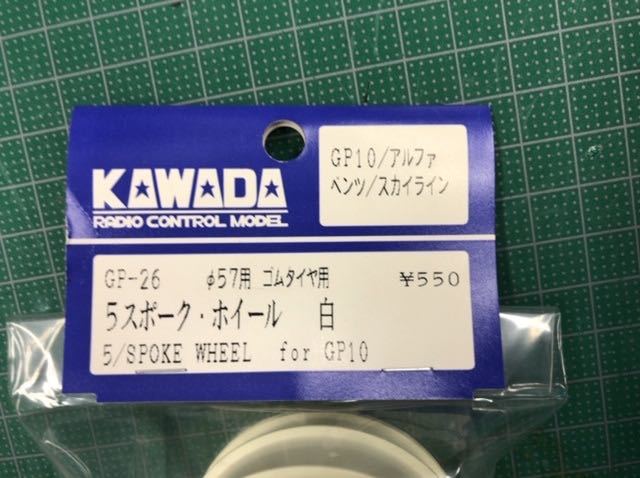 KAWADA
RADIO CONTROL MODEL
GP10/アルファ
ベンツ/スカイライン
GP-26 φ57用 ゴムタイヤ用 ¥550
5スポーク・ホイール 白
5/SPOKE WHEEL for GP10